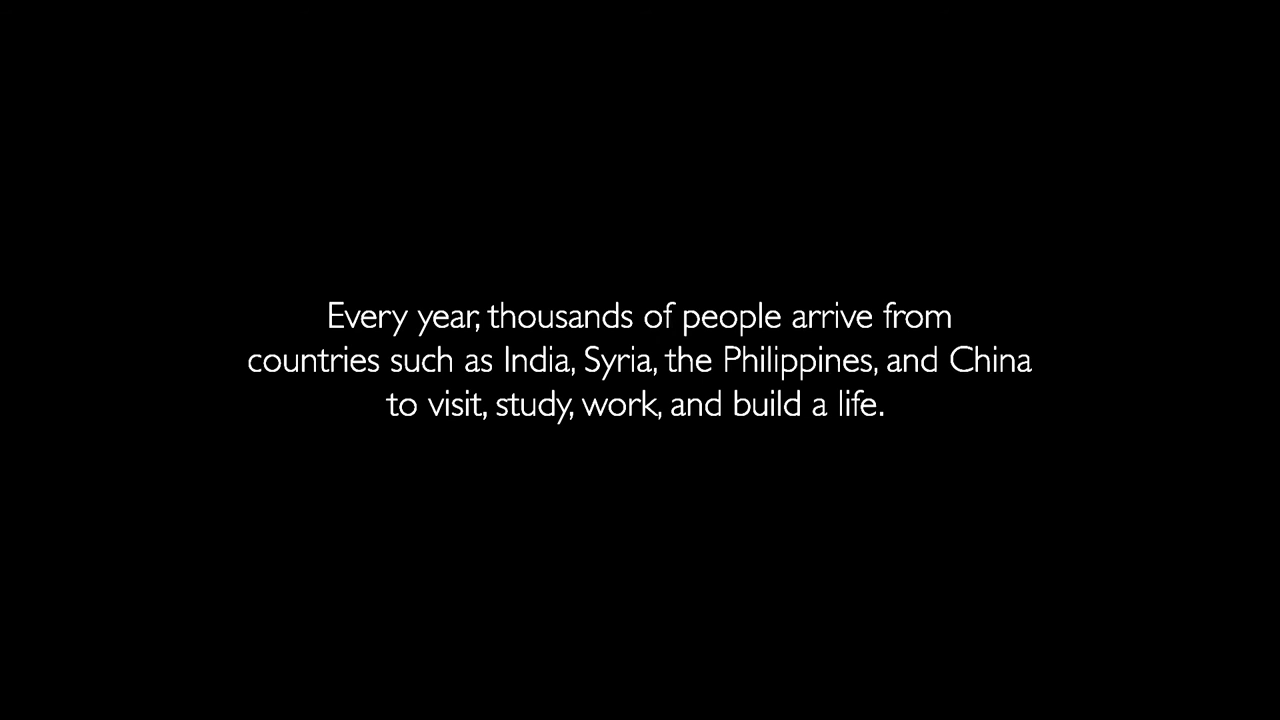 Every year, thousands of people arrive from
countries such as India, Syria, the Philippines, and China
to visit, study, work, and build a life.